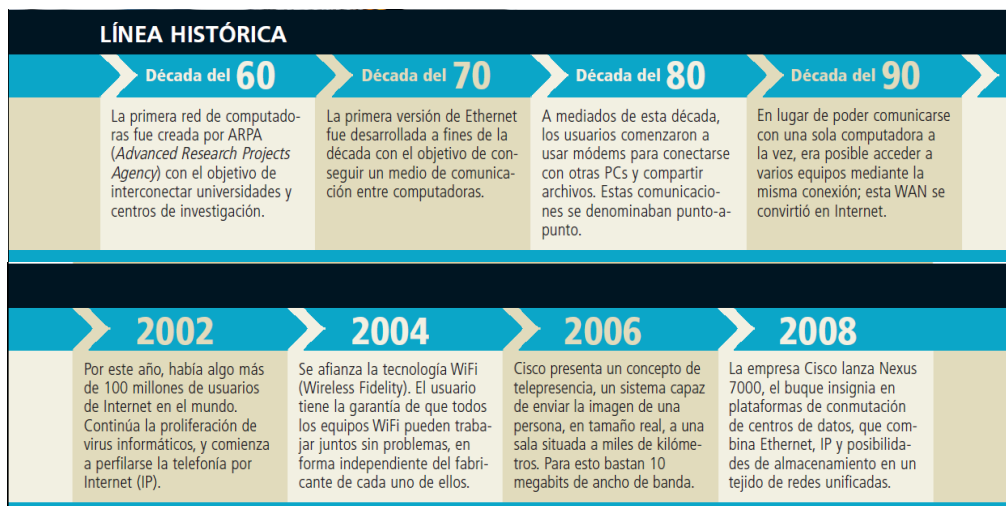 LÍNEA HISTÓRICA
Década del 60
La primera red de computado-
ras fue creada por ARPA
(Advanced Research Projects
Agency) con el objetivo de
interconectar universidades y
centros de investigación.
Década del 70
La primera versión de Ethernet
fue desarrollada a fines de la
década con el objetivo de con-
seguir un medio de comunica-
ción entre computadoras.
Década del 80
A mediados de esta década,
los usuarios comenzaron a
usar módems para conectarse
con otras PCs y compartir
archivos. Estas comunicacio-
nes se denominaban punto-a-
punto.
Década del 90
En lugar de poder comunicarse
con una sola computadora a
la vez, era posible acceder a
varios equipos mediante la
misma conexión; esta WAN se
convirtió en Internet.
2002
Por este año, había algo más
de 100 millones de usuarios
de Internet en el mundo.
Continúa la proliferación de
virus informáticos, y comienza
a perfilarse la telefonía por
Internet (IP).
2004
Se afianza la tecnología WiFi
(Wireless Fidelity). El usuario
tiene la garantía de que todos
los equipos WiFi pueden traba-
jar juntos sin problemas, en
forma independiente del fabri-
cante de cada uno de ellos.
2006
Cisco presenta un concepto de
telepresencia, un sistema capaz
de enviar la imagen de una
persona, en tamaño real, a una
sala situada a miles de kilóme-
tros. Para esto bastan 10
megabits de ancho de banda.
2008
La empresa Cisco lanza Nexus
7000, el buque insignia en
plataformas de conmutación
de centros de datos, que com-
bina Ethernet, IP y posibilida-
des de almacenamiento en un
tejido de redes unificadas.